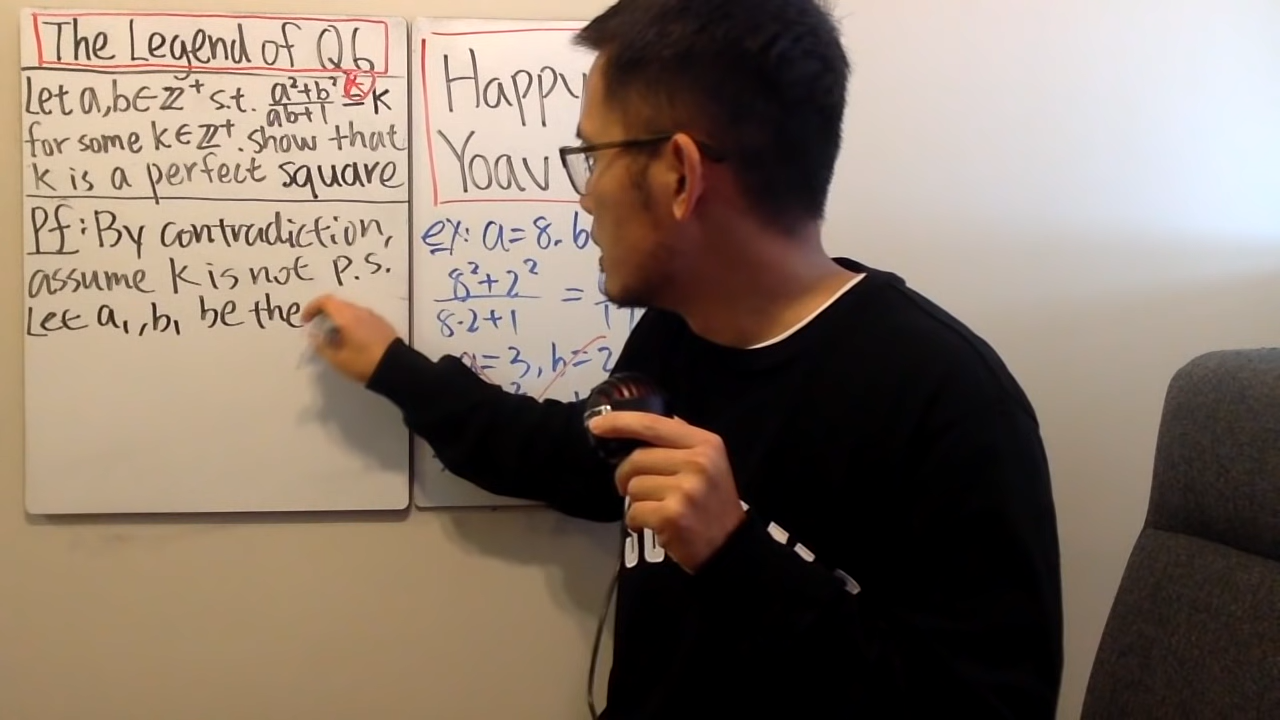 The Legend of Q6
Let a,b∈ℤ⁺ s.t. a²+b²/ab+1 = k
for some k∈ℤ⁺. show that
k is a perfect square
Pf: By contradiction,
assume k is not P.S.
Let a₁, b₁ be the
Happy
Yoav
ex: a=8. b
8²+2²
8·2+1
=
a=3, b=2